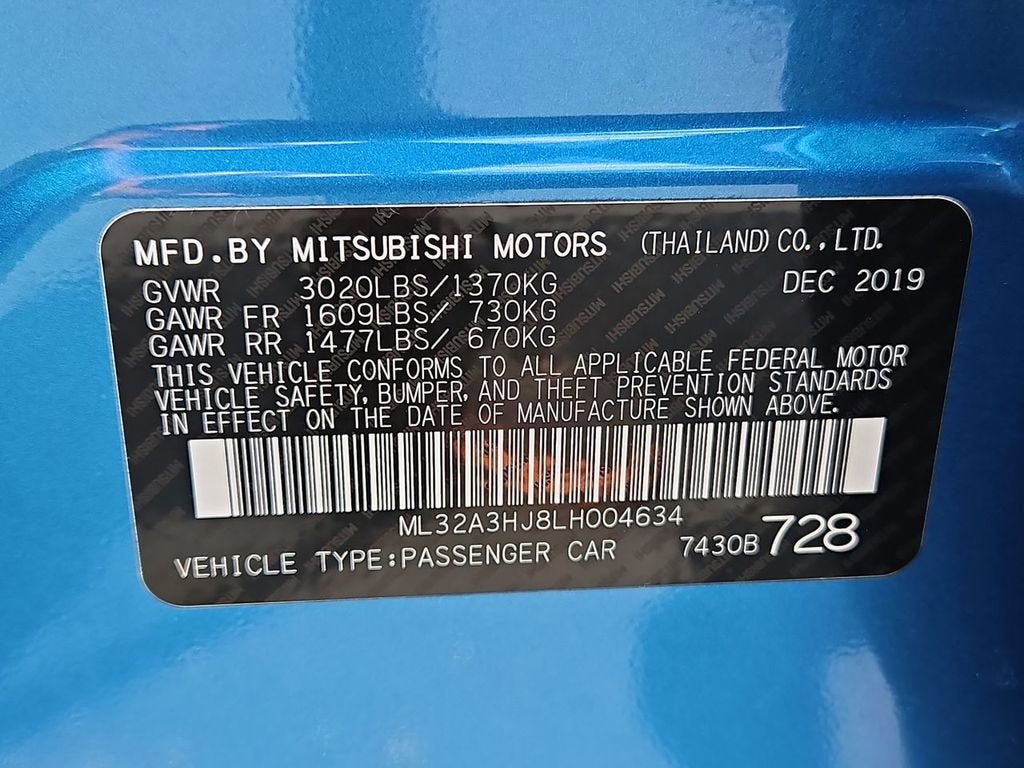 MFD.BY MITSUBISHI MOTORS (THAILAND) CO.,LTD.
GVWR 3020LBS/1370KG DEC 2019
GAWR FR 1609LBS/ 730KG
GAWR RR 1477LBS/ 670KG
THIS VEHICLE CONFORMS TO ALL APPLICABLE FEDERAL MOTOR
VEHICLE SAFETY, BUMPER, AND THEFT PREVENTION STANDARDS
IN EFFECT ON THE DATE OF MANUFACTURE SHOWN ABOVE.
ML32A3HJ8LH004634
VEHICLE TYPE:PASSENGER CAR 7430B 728